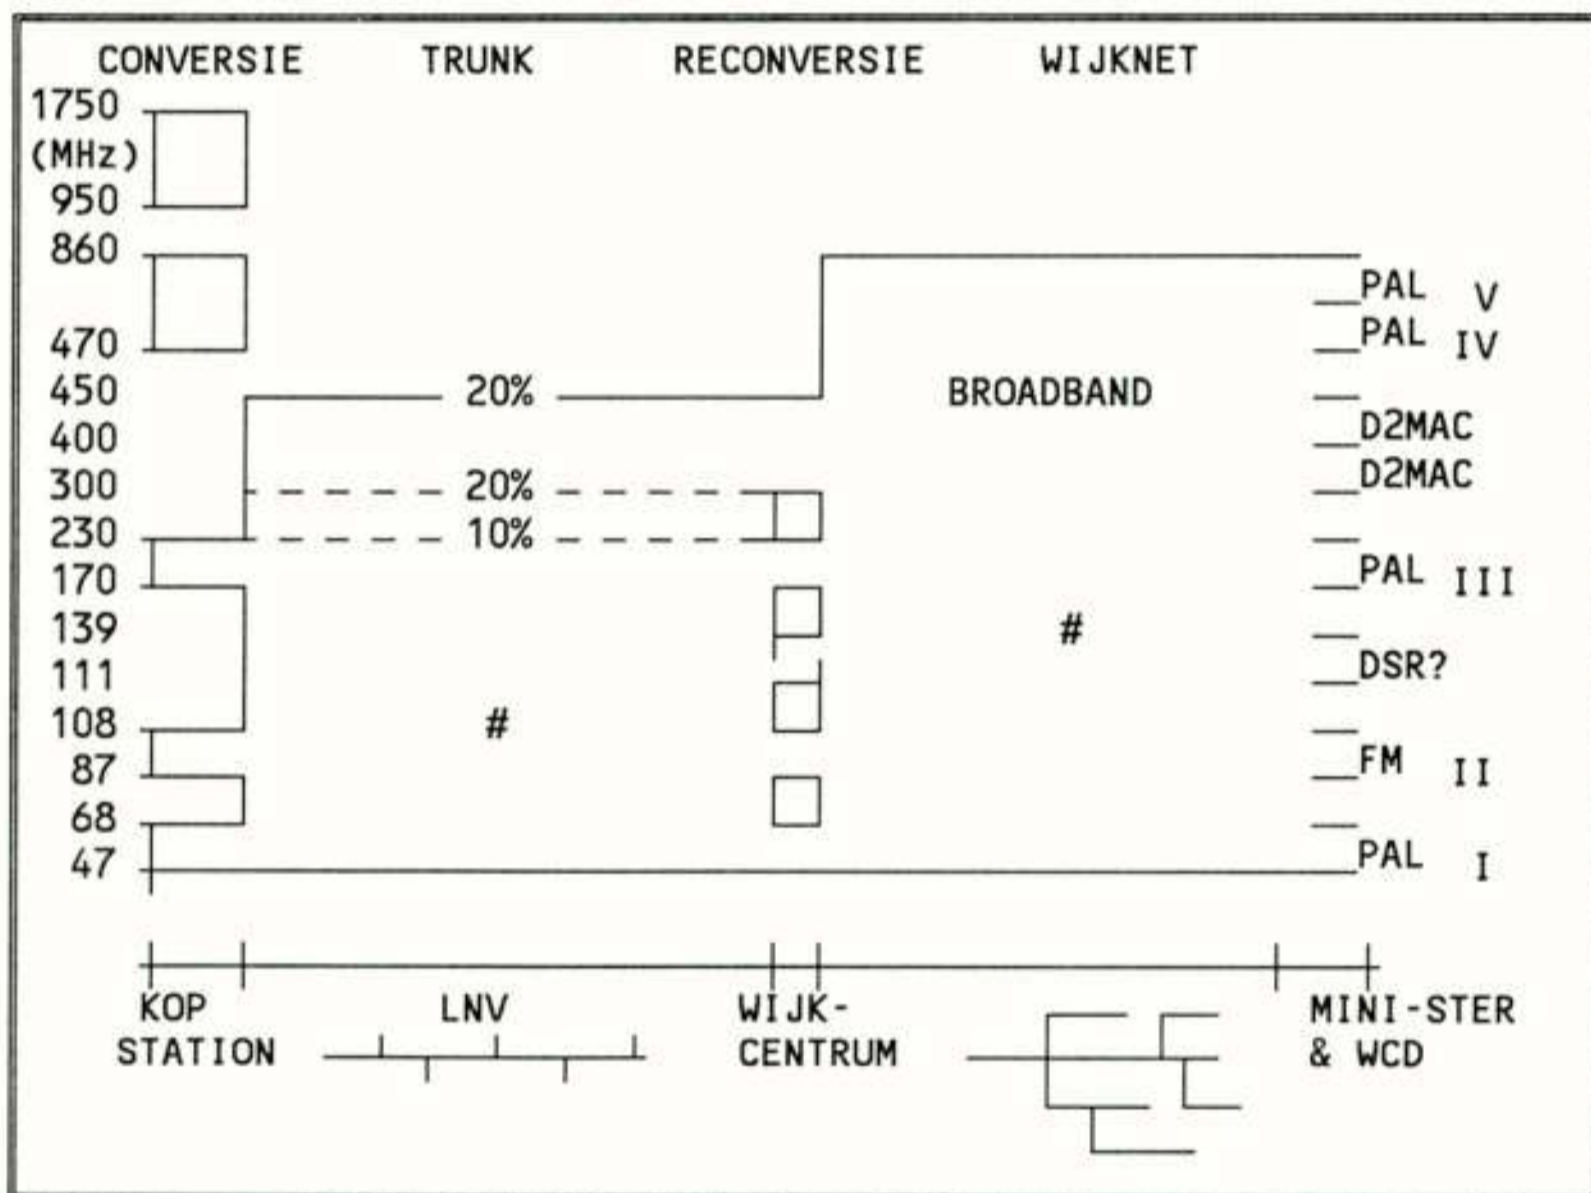 CONVERSIE TRUNK RECONVERSIE WIJKNET
1750
(MHz)
950
860
PAL V
470 PAL IV
450 20% BROADBAND
400 D2MAC
300 20% D2MAC
230 10%
170 PAL III
139 #
111 DSR?
108 #
87 FM II
68
47 PAL I
KOP LNV WIJK- MINI-STER
STATION CENTRUM & WCD